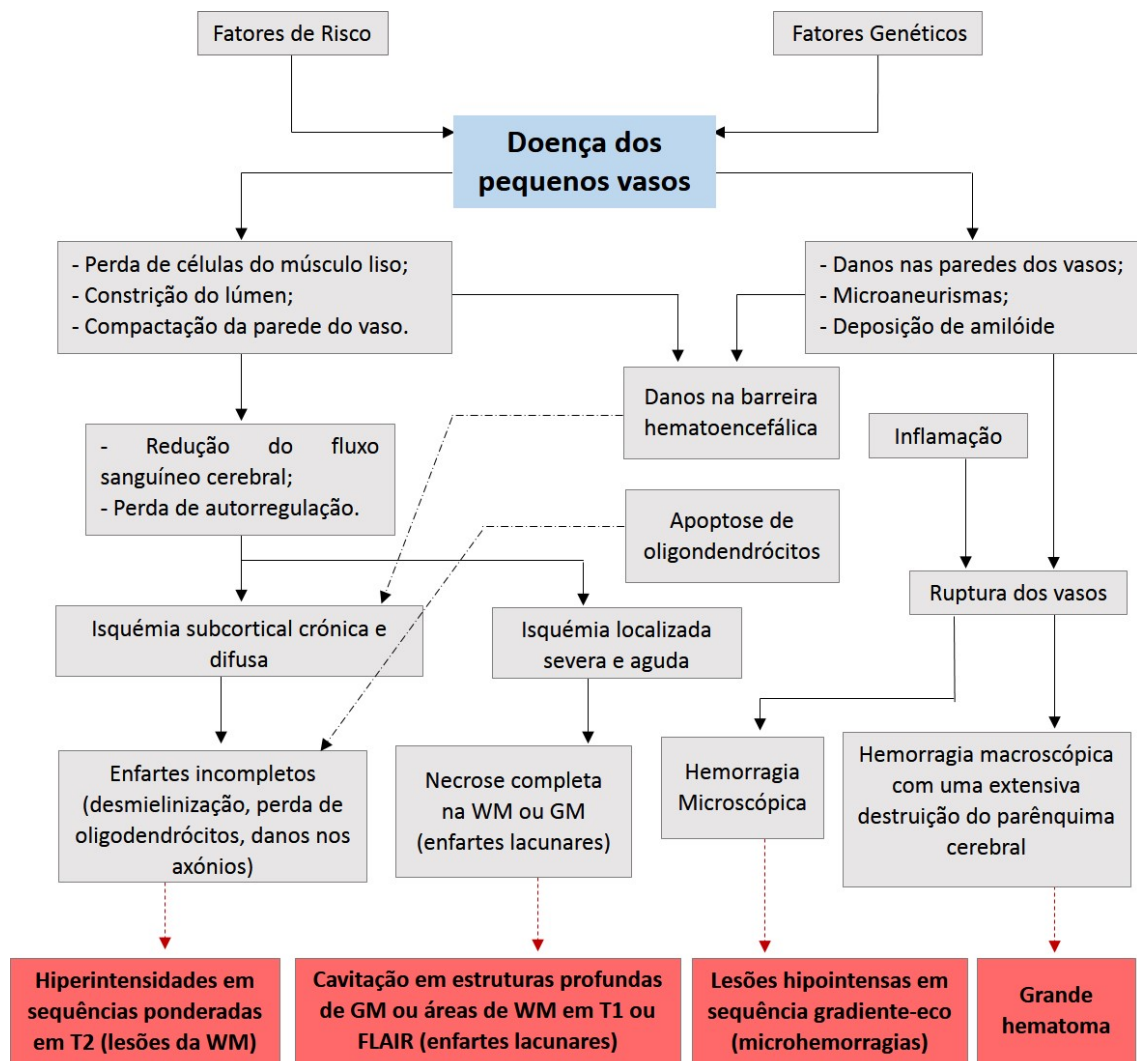 Fatores de Risco
Fatores Genéticos
Doença dos
pequenos vasos
- Perda de células do músculo liso;
- Constrição do lúmen;
- Compactação da parede do vaso.
- Danos nas paredes dos vasos;
- Microaneurismas;
- Deposição de amilóide
Danos na barreira
hematoencefálica
Inflamação
- Redução do fluxo
sanguíneo cerebral;
- Perda de autorregulação.
Apoptose de
oligondendrócitos
Ruptura dos vasos
Isquémia subcortical crónica e
difusa
Isquémia localizada
severa e aguda
Enfartes incompletos
(desmielinização, perda de
oligodendrócitos, danos nos
axónios)
Necrose completa
na WM ou GM
(enfartes lacunares)
Hemorragia
Microscópica
Hemorragia macroscópica
com uma extensiva
destruição do parênquima
cerebral
Hiperintensidades em
sequências ponderadas
em T2 (lesões da WM)
Cavitação em estruturas profundas
de GM ou áreas de WM em T1 ou
FLAIR (enfartes lacunares)
Lesões hipointensas em
sequência gradiente-eco
(microhemorragias)
Grande
hematoma